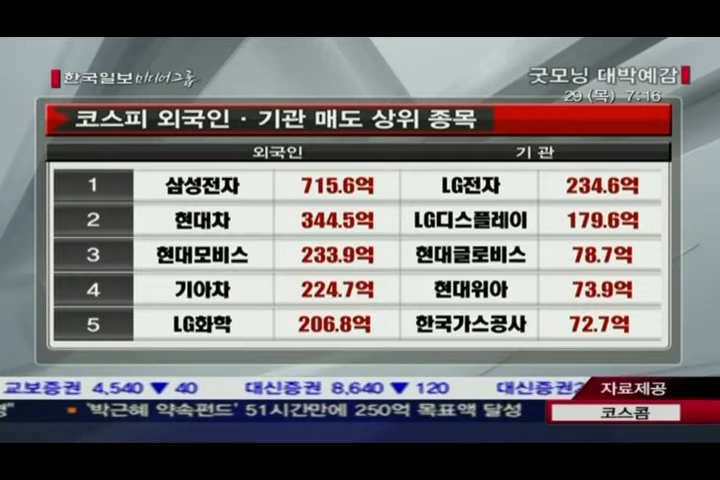 한국일보 미디어그룹
굿모닝 대박예감
29 (목) 7:16
코스피 외국인 · 기관 매도 상위 종목
외국인 기 관
1 삼성전자 715.6억 LG전자 234.6억
2 현대차 344.5억 LG디스플레이 179.6억
3 현대모비스 233.9억 현대글로비스 78.7억
4 기아차 224.7억 현대위아 73.9억
5 LG화학 206.8억 한국가스공사 72.7억
교보증권 4,540 ▼ 40 대신증권 8,640 ▼ 120 대신증권2 자료제공
'박근혜 약속펀드' 51시간만에 250억 목표액 달성 코스콤